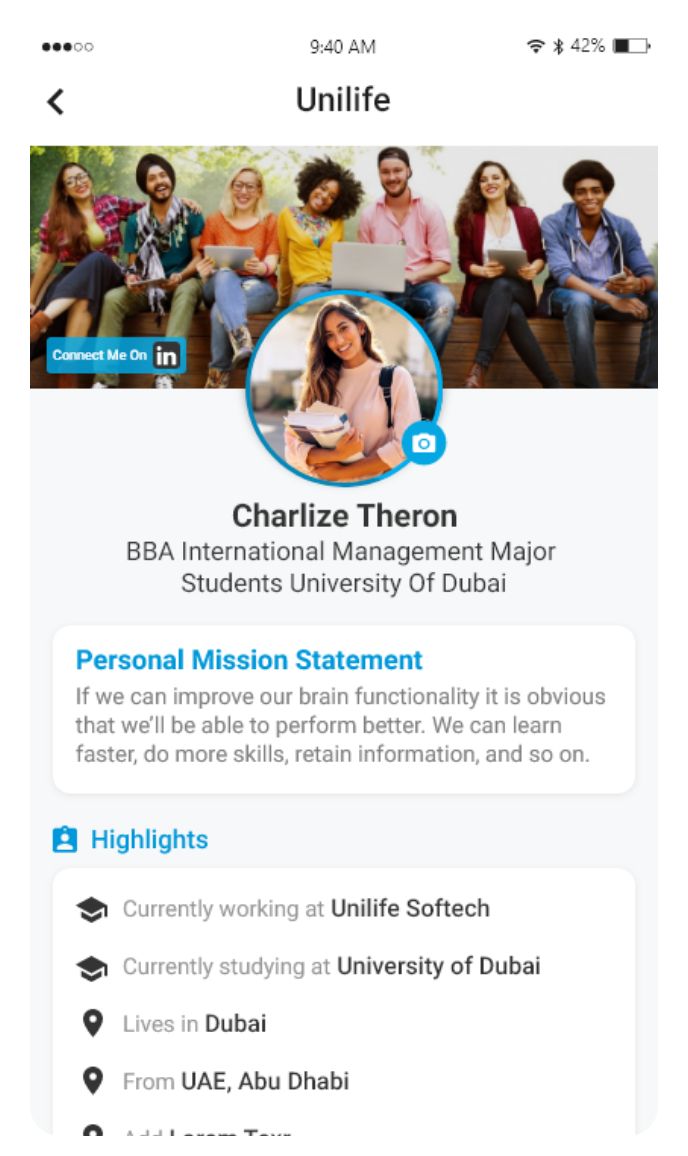 9:40 AM
42%
Unilife
Connect Me On in
Charlize Theron
BBA International Management Major
Students University Of Dubai
Personal Mission Statement
If we can improve our brain functionality it is obvious
that we'll be able to perform better. We can learn
faster, do more skills, retain information, and so on.
Highlights
Currently working at Unilife Softech
Currently studying at University of Dubai
Lives in Dubai
From UAE, Abu Dhabi
Add Lorem